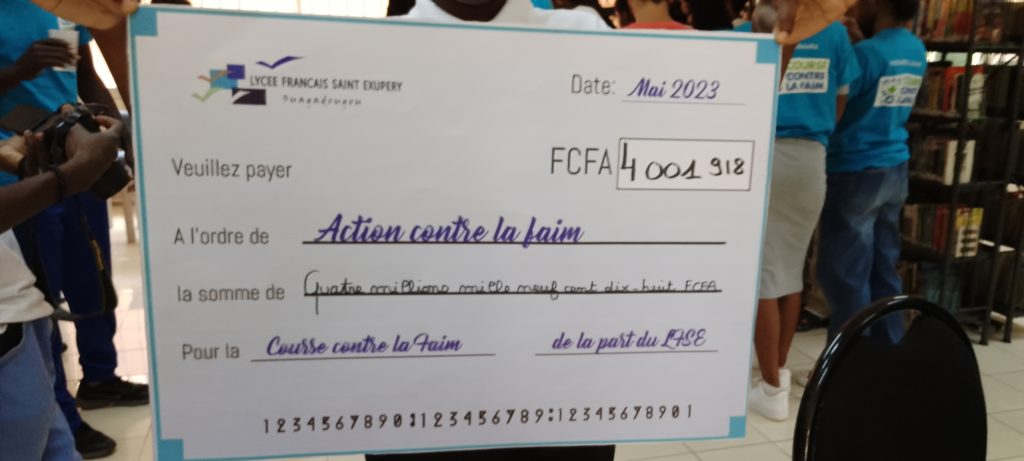 LYCEE FRANCAIS SAINT EXUPERY
Ouagadougou
Date: Mai 2023
Veuillez payer
FCFA 4 001 918
A l'ordre de Action contre la faim
la somme de Quatre millions mille neuf cent dix-huit FCFA
Pour la Course contre la Faim de la part du LFSE
12345678901:123456789:12345678901
COURSE
CONTRE
LA FAIM